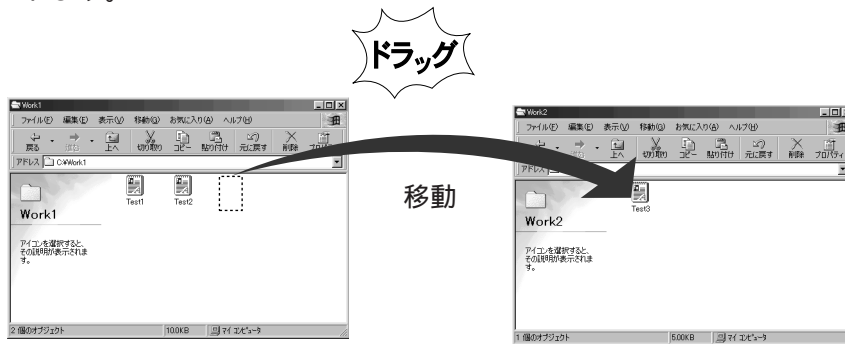 ドラッグ
Work1
ファイル(F) 編集(E) 表示(V) 移動(G) お気に入り(A) ヘルプ(H)
戻る 進む 上へ 切り取り コピー 貼り付け 元に戻す 削除
アドレス C:¥Work1
Work1
Test1 Test2
アイコンを選択すると、
その説明が表示されま
す。
2 個のオブジェクト 10.0KB マイ コンピュータ
移動
Work2
ファイル(F) 編集(E) 表示(V) 移動(G) お気に入り(A) ヘルプ(H)
上へ 切り取り コピー 貼り付け 元に戻す 削除 プロパティ
アドレス
Work2
Test3
アイコンを選択すると、
その説明が表示されま
す。
1 個のオブジェクト 5.00KB マイ コンピュータ